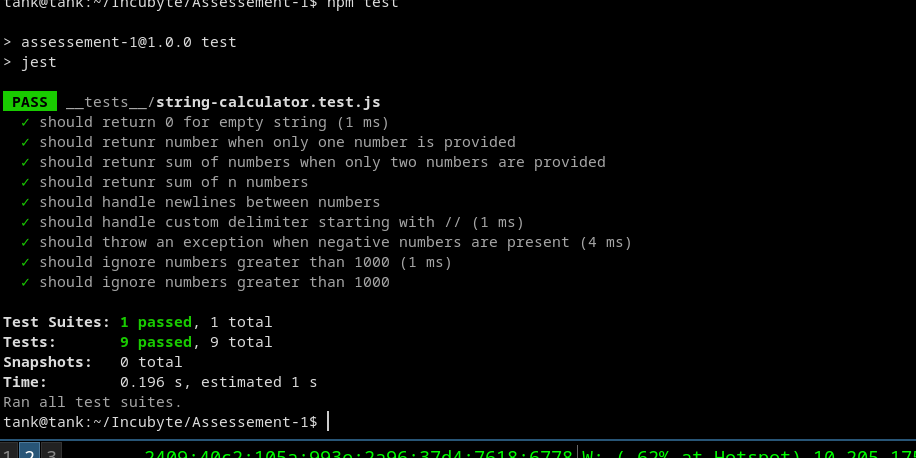 tank@tank:~/Incubyte/Assessement-1$ npm test
> assessement-1@1.0.0 test
> jest
PASS __tests__/string-calculator.test.js
✓ should return 0 for empty string (1 ms)
✓ should retunr number when only one number is provided
✓ should retunr sum of numbers when only two numbers are provided
✓ should retunr sum of n numbers
✓ should handle newlines between numbers
✓ should handle custom delimiter starting with // (1 ms)
✓ should throw an exception when negative numbers are present (4 ms)
✓ should ignore numbers greater than 1000 (1 ms)
✓ should ignore numbers greater than 1000
Test Suites: 1 passed, 1 total
Tests: 9 passed, 9 total
Snapshots: 0 total
Time: 0.196 s, estimated 1 s
Ran all test suites.
tank@tank:~/Incubyte/Assessement-1$
1 2 3 2409:40c2:105a:993e:2a96:37d4:7618:6778 W: ( 62% at Hotspot) 10.205.175